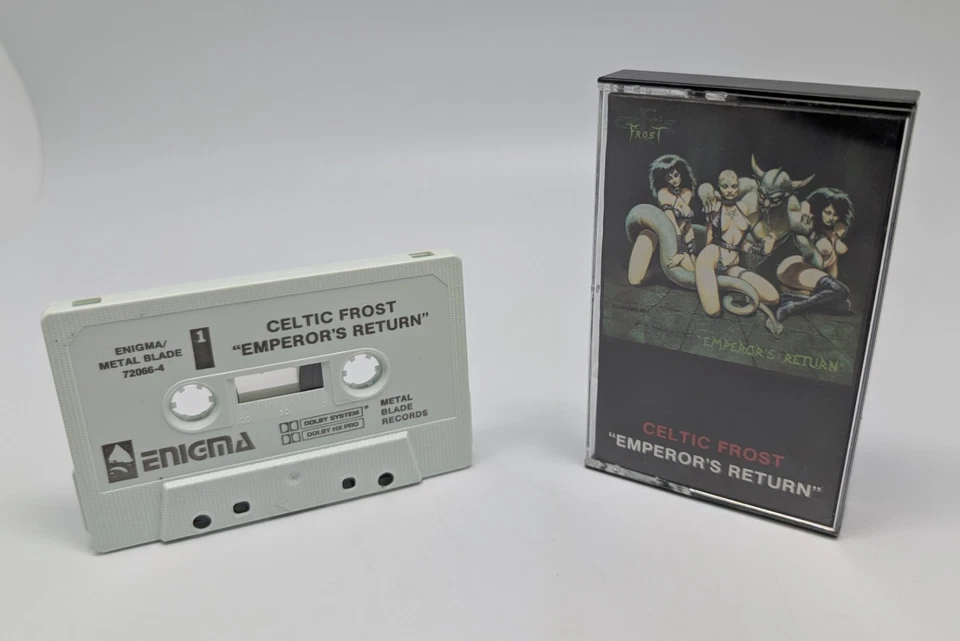 ENIGMA/
METAL BLADE
72066-4
1
CELTIC FROST
“EMPEROR'S RETURN”
DOLBY SYSTEM ®
DOLBY HX PRO
METAL
BLADE
RECORDS
ENIGMA
FROST
EMPEROR'S RETURN
CELTIC FROST
“EMPEROR'S RETURN”